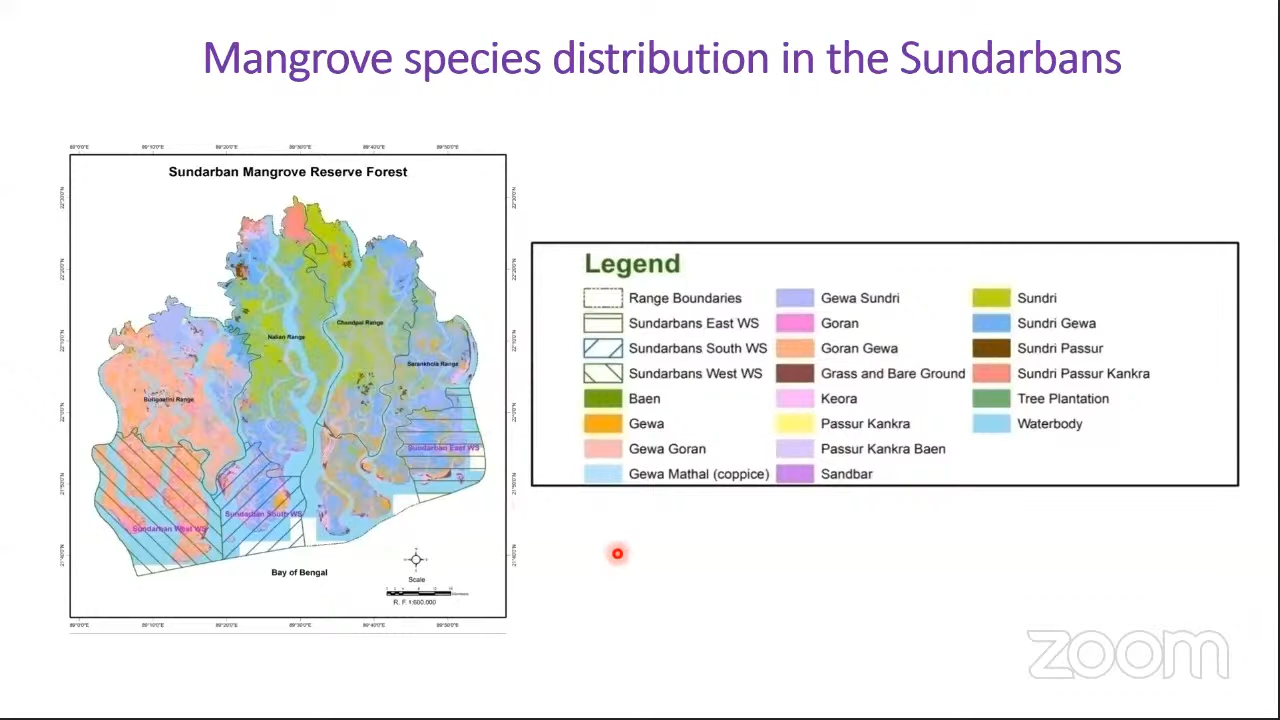 Mangrove species distribution in the Sundarbans
Sundarban Mangrove Reserve Forest
Nalian Range
Chandpai Range
Sarankhola Range
Burigoalini Range
Sundarban East WS
Sundarban South WS
Sundarban West WS
Bay of Bengal
Scale
R. F. 1:600,000
Legend
Range Boundaries
Sundarbans East WS
Sundarbans South WS
Sundarbans West WS
Baen
Gewa
Gewa Goran
Gewa Mathal (coppice)
Gewa Sundri
Goran
Goran Gewa
Grass and Bare Ground
Keora
Passur Kankra
Passur Kankra Baen
Sandbar
Sundri
Sundri Gewa
Sundri Passur
Sundri Passur Kankra
Tree Plantation
Waterbody
zoom